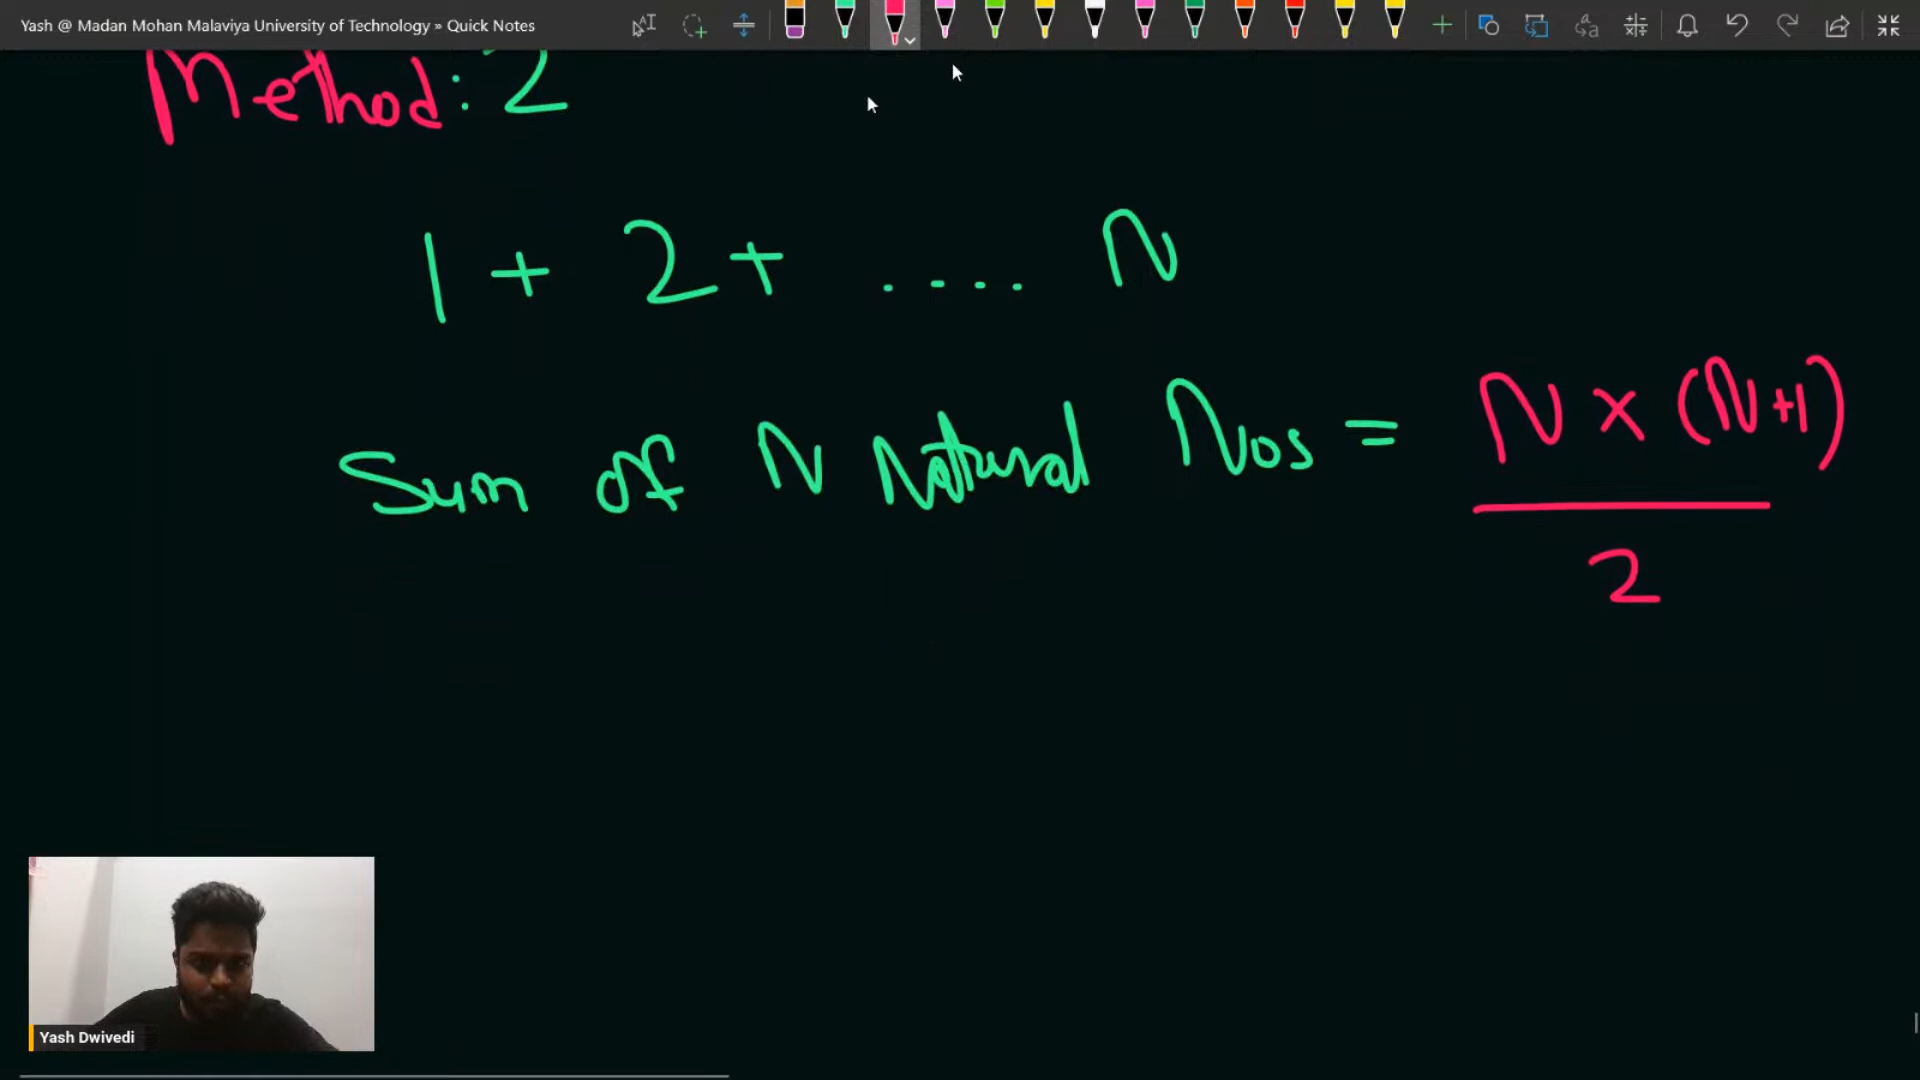 Yash @ Madan Mohan Malaviya University of Technology » Quick Notes
Method: 2
1 + 2 + .... N
Sum of N Natural Nos = N x (N+1)
2
Yash Dwivedi